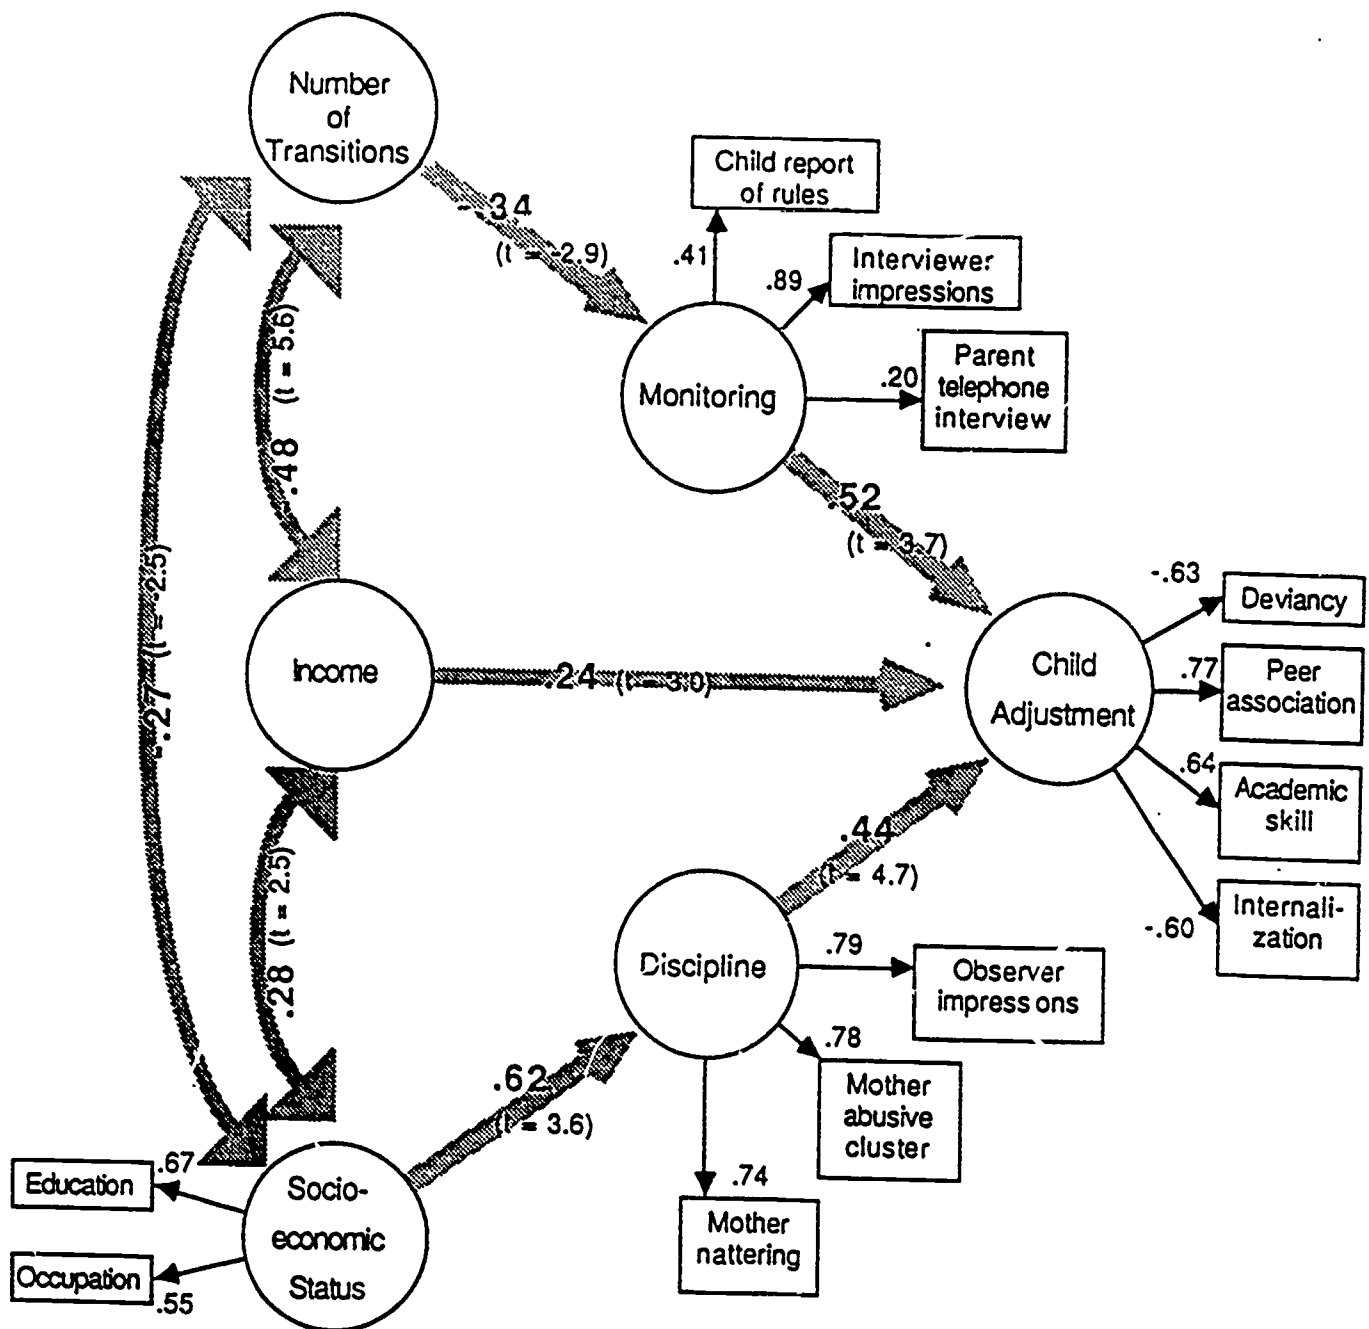 Number
of
Transitions
-.34
(t = -2.9)
Child report
of rules
.41
.89
Interviewer
impressions
.20
Parent
telephone
interview
Monitoring
.48 (t = 5.6)
.52
(t = 3.7)
-.27 (t = -2.5)
Income
.24 (t = 3.0)
Child
Adjustment
-.63
Deviancy
.77
Peer
association
.64
Academic
skill
-.60
Internali-
zation
.44
(t = 4.7)
.28 (t = 2.5)
Discipline
.79
Observer
impress ons
.78
Mother
abusive
cluster
.74
Mother
nattering
.62
(t = 3.6)
.67
Education
Socio-
economic
Status
Occupation
.55